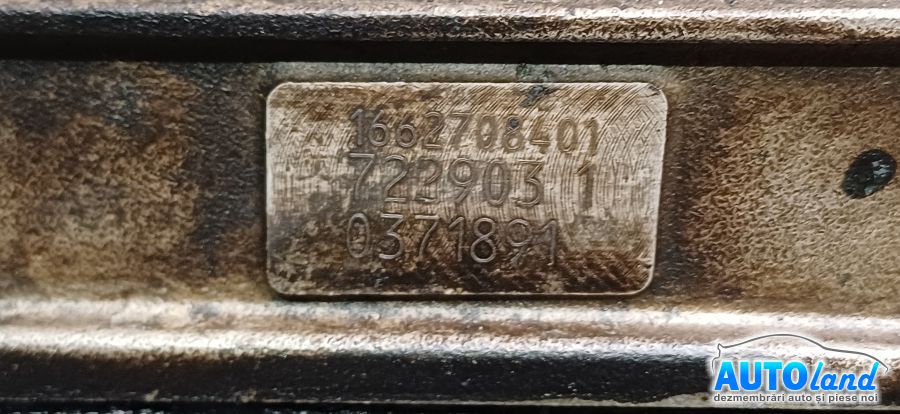 1662708401
722903 1
0371891
AUTOland
dezmembrări auto și piese noi